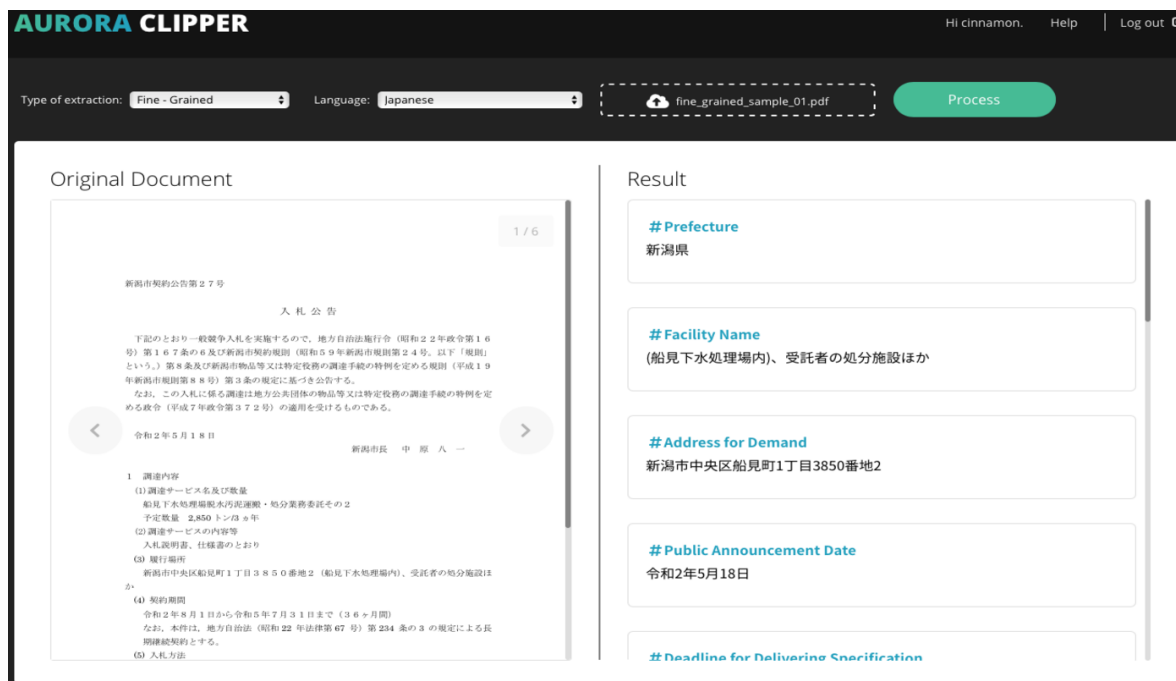 AURORA CLIPPER
Hi cinnamon. Help Log out
Type of extraction: Fine - Grained Language: Japanese fine_grained_sample_01.pdf Process
Original Document
1 / 6
新潟市契約公告第２７号
入 札 公 告
下記のとおり一般競争入札を実施するので、地方自治法施行令（昭和２２年政令第１６
号）第１６７条の６及び新潟市契約規則（昭和５９年新潟市規則第２４号。以下「規則」
という。）第８条及び新潟市物品等又は特定役務の調達手続の特例を定める規則（平成１９
年新潟市規則第８８号）第３条の規定に基づき公告する。
なお、この入札に係る調達は地方公共団体の物品等又は特定役務の調達手続の特例を定
める政令（平成７年政令第３７２号）の適用を受けるものである。
令和２年５月１８日
新潟市長 中 原 八 一
1 調達内容
(1) 調達サービス名及び数量
船見下水処理場脱水汚泥運搬・処分業務委託その２
予定数量 2,850 トン/3 ヵ年
(2) 調達サービスの内容等
入札説明書、仕様書のとおり
(3) 履行場所
新潟市中央区船見町１丁目３８５０番地２（船見下水処理場内）、受託者の処分施設ほ
か
(4) 契約期間
令和２年８月１日から令和５年７月３１日まで（３６ヶ月間）
なお、本件は、地方自治法（昭和 22 年法律第 67 号）第 234 条の 3 の規定による長
期継続契約とする。
(5) 入札方法
Result
#Prefecture
新潟県
#Facility Name
(船見下水処理場内)、受託者の処分施設ほか
#Address for Demand
新潟市中央区船見町1丁目3850番地2
#Public Announcement Date
令和2年5月18日
#Deadline for Delivering Specification